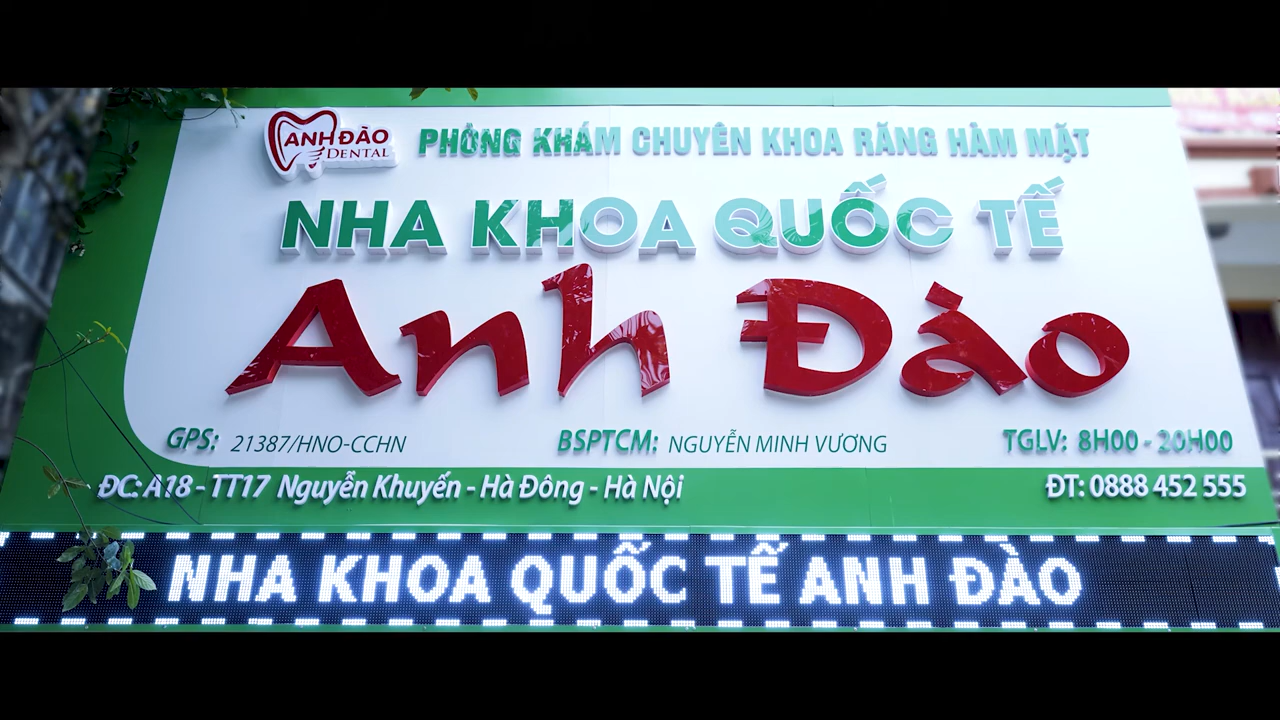 ANH ĐÀO
DENTAL
PHÒNG KHÁM CHUYÊN KHOA RĂNG HÀM MẶT
NHA KHOA QUỐC TẾ
Anh Đào
GPS: 21387/HNO-CCHN
BSPTCM: NGUYỄN MINH VƯƠNG
TGLV: 8H00 - 20H00
ĐC: A18 - TT17 Nguyễn Khuyến - Hà Đông - Hà Nội
ĐT: 0888 452 555
NHA KHOA QUỐC TẾ ANH ĐÀO